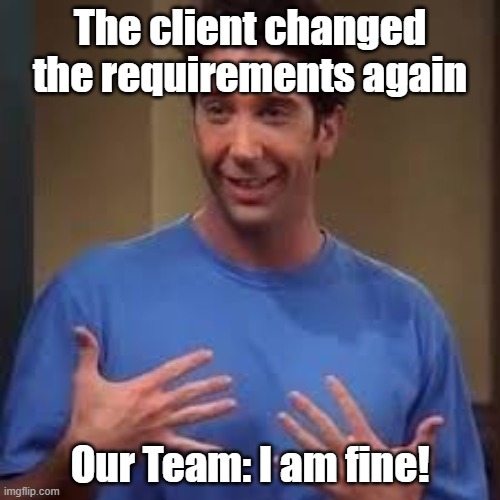 The client changed
the requirements again
Our Team: I am fine!
imgflip.com